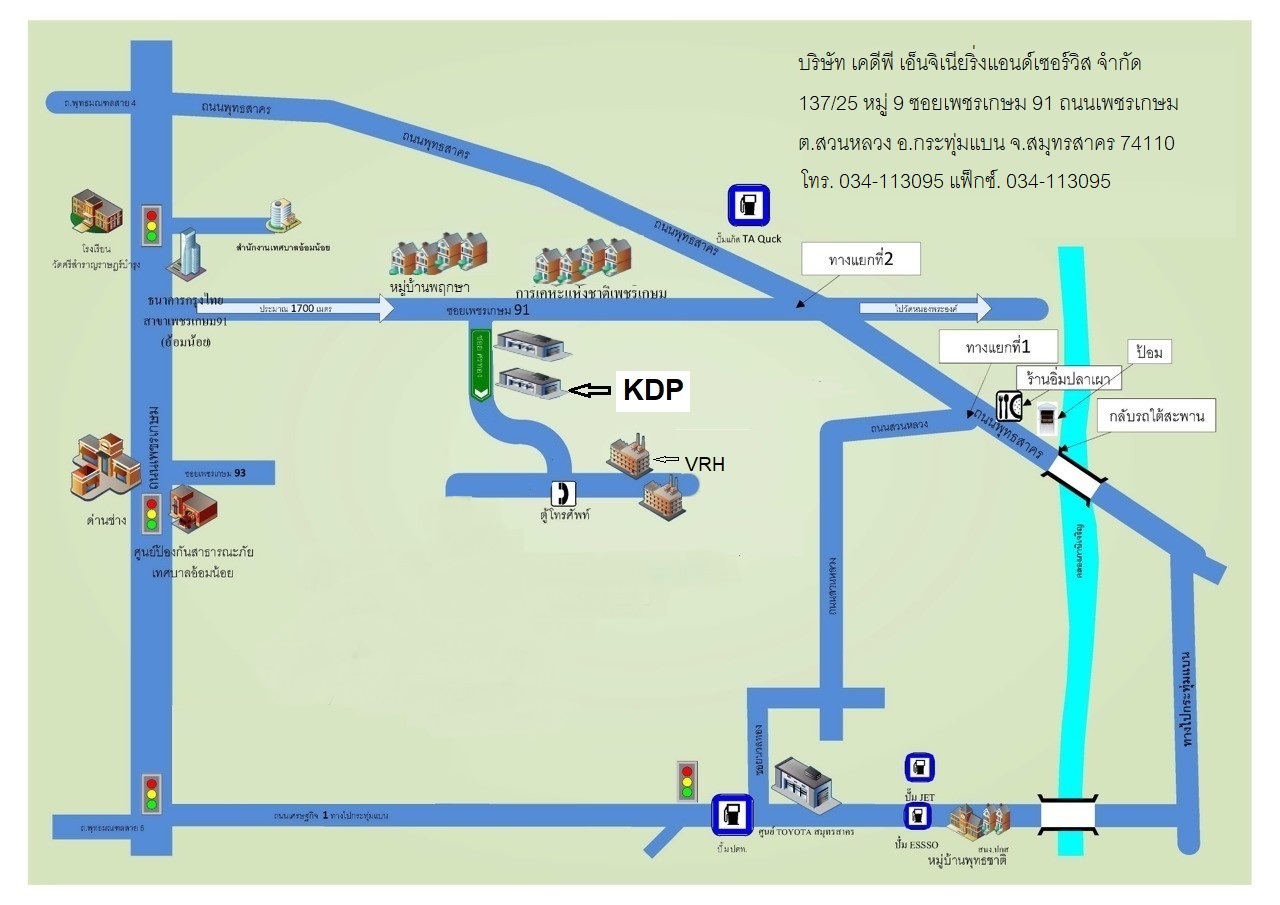 บริษัท เคดีพี เอ็นจิเนียริ่งแอนด์เซอร์วิส จำกัด
137/25 หมู่ 9 ซอยเพชรเกษม 91 ถนนเพชรเกษม
ต.สวนหลวง อ.กระทุ่มแบน จ.สมุทรสาคร 74110
โทร. 034-113095 แฟ็กซ์. 034-113095
ถ.พุทธมณฑลสาย 4
ถนนพุทธสาคร
ถนนพุทธสาคร
ถนนพุทธสาคร
ปั๊มแก๊ส TA Quck
โรงเรียน
วัดศรีสำราญราษฎร์บำรุง
สำนักงานเทศบาลอ้อมน้อย
ทางแยกที่2
หมู่บ้านพฤกษา
การเคหะแห่งชาติเพชรเกษม
ธนาคารกรุงไทย
สาขาเพชรเกษม91
(อ้อมน้อย)
ประมาณ 1700 เมตร
ซอยเพชรเกษม 91
ไปวัดหนองพระองค์
ทางแยกที่1
ป้อม
ร้านอิ่มปลาเผา
กลับรถใต้สะพาน
KDP
ถนนสวนหลวง
ถนนพุทธสาคร
ถนนเพชรเกษม
VRH
ซอยเพชรเกษม 93
ตู้โทรศัพท์
ด่านช่าง
ศูนย์ป้องกันสาธารณะภัย
เทศบาลอ้อมน้อย
คลองภาษีเจริญ
ถนนสวนหลวง
ทางไปกระทุ่มแบน
ซอยนวลทอง
ถนนเศรษฐกิจ 1 ทางไปกระทุ่มแบน
ถ.พุทธมณฑลสาย 5
ปั๊มปตท.
ศูนย์ TOYOTA สมุทรสาคร
ปั๊ม JET
ปั๊ม ESSSO
หมู่บ้านพุทธชาติ